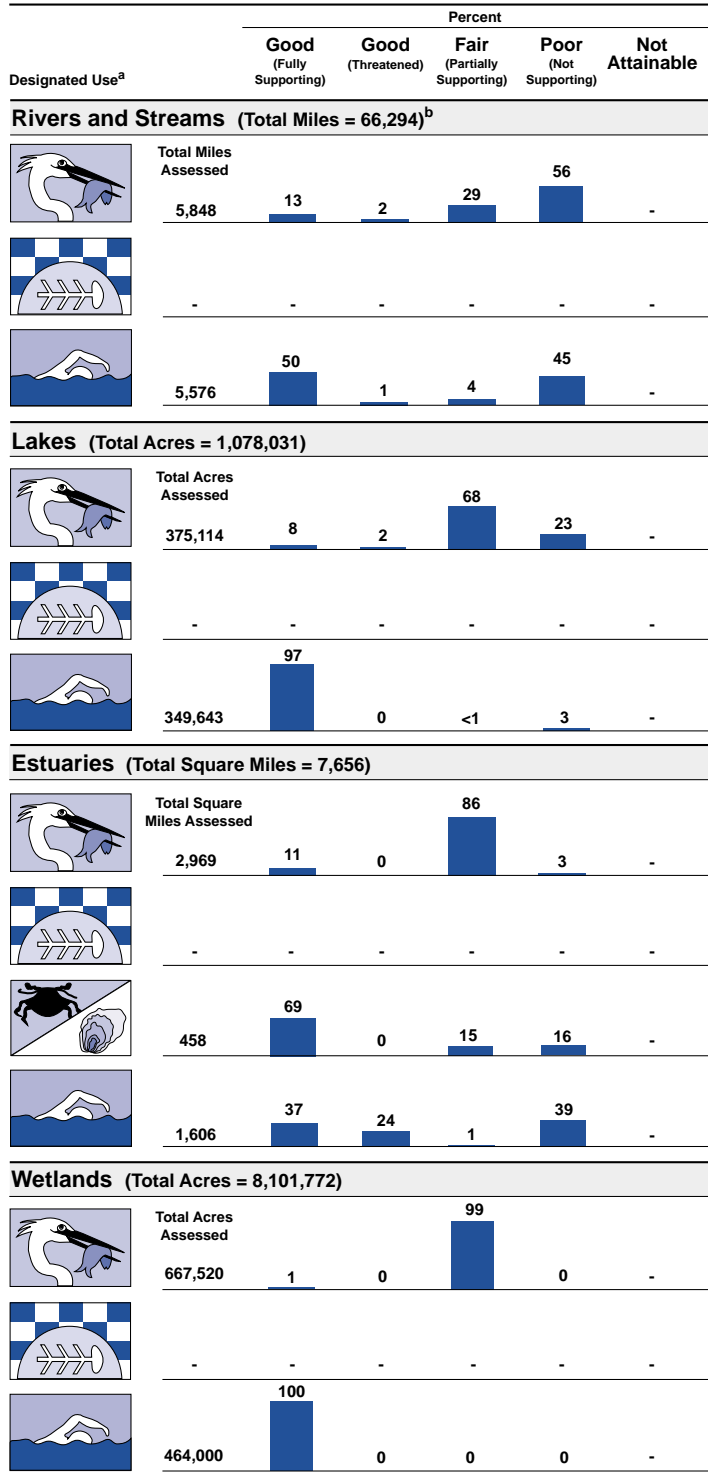 Percent
Designated Useᵃ
Good (Fully Supporting)
Good (Threatened)
Fair (Partially Supporting)
Poor (Not Supporting)
Not Attainable
Rivers and Streams (Total Miles = 66,294)ᵇ
Total Miles
Assessed
5,848 13 2 29 56 -
- - - - - -
5,576 50 1 4 45 -
Lakes (Total Acres = 1,078,031)
Total Acres
Assessed
375,114 8 2 68 23 -
- - - - - -
349,643 97 0 <1 3 -
Estuaries (Total Square Miles = 7,656)
Total Square
Miles Assessed
2,969 11 0 86 3 -
- - - - - -
458 69 0 15 16 -
1,606 37 24 1 39 -
Wetlands (Total Acres = 8,101,772)
Total Acres
Assessed
667,520 1 0 99 0 -
- - - - - -
464,000 100 0 0 0 -